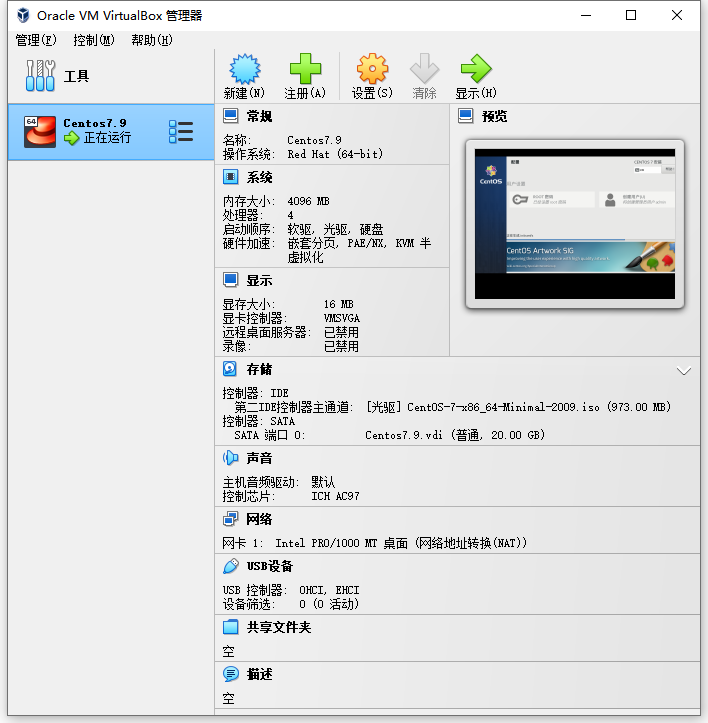 Oracle VM VirtualBox 管理器
管理(F) 控制(M) 帮助(H)
工具
新建(N) 注册(A) 设置(S) 清除 显示(H)
64
Centos7.9
正在运行
常规
名称: Centos7.9
操作系统: Red Hat (64-bit)
预览
CentOS
CentOS Artwork SIG
系统
内存大小: 4096 MB
处理器: 4
启动顺序: 软驱, 光驱, 硬盘
硬件加速: 嵌套分页, PAE/NX, KVM 半
虚拟化
显示
显存大小: 16 MB
显卡控制器: VMSVGA
远程桌面服务器: 已禁用
录像: 已禁用
存储
控制器: IDE
第二IDE控制器主通道: [光驱] CentOS-7-x86_64-Minimal-2009.iso (973.00 MB)
控制器: SATA
SATA 端口 0: Centos7.9.vdi (普通, 20.00 GB)
声音
主机音频驱动: 默认
控制芯片: ICH AC97
网络
网卡 1: Intel PRO/1000 MT 桌面 (网络地址转换(NAT))
USB设备
USB 控制器: OHCI, EHCI
设备筛选: 0 (0 活动)
共享文件夹
空
描述
空